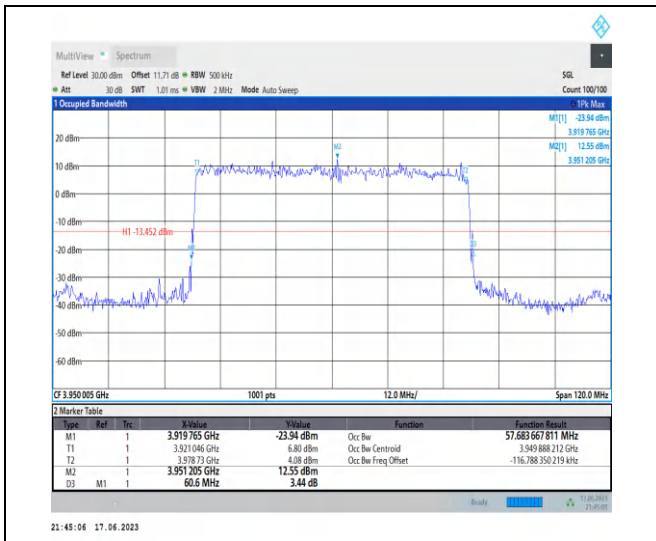 MultiView Spectrum
Ref Level 30.00 dBm Offset 11.71 dB RBW 500 kHz SGL
Att 30 dB SWT 1.01 ms VBW 2 MHz Mode Auto Sweep Count 100/100
1 Occupied Bandwidth 1Pk Max
M1[1] -23.94 dBm
3.919 765 GHz
M2[1] 12.55 dBm
3.951 205 GHz
20 dBm
M2
T1
T2
10 dBm
0 dBm
-10 dBm
H1 -13.452 dBm
-20 dBm
-30 dBm
-40 dBm
-50 dBm
-60 dBm
CF 3.950 005 GHz 1001 pts 12.0 MHz/ Span 120.0 MHz
2 Marker Table
Type Ref Trc X-Value Y-Value Function Function Result
M1 1 3.919 765 GHz -23.94 dBm Occ Bw 57.683 667 811 MHz
T1 1 3.921 046 GHz 6.80 dBm Occ Bw Centroid 3.949 888 212 GHz
T2 1 3.978 73 GHz 4.08 dBm Occ Bw Freq Offset -116.788 350 219 kHz
M2 1 3.951 205 GHz 12.55 dBm
D3 M1 1 60.6 MHz 3.44 dB
Ready
21:45:06 17.06.2023